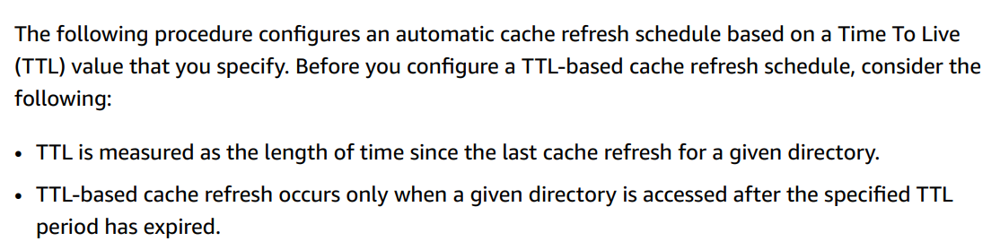 The following procedure configures an automatic cache refresh schedule based on a Time To Live
(TTL) value that you specify. Before you configure a TTL-based cache refresh schedule, consider the
following:
• TTL is measured as the length of time since the last cache refresh for a given directory.
• TTL-based cache refresh occurs only when a given directory is accessed after the specified TTL
period has expired.